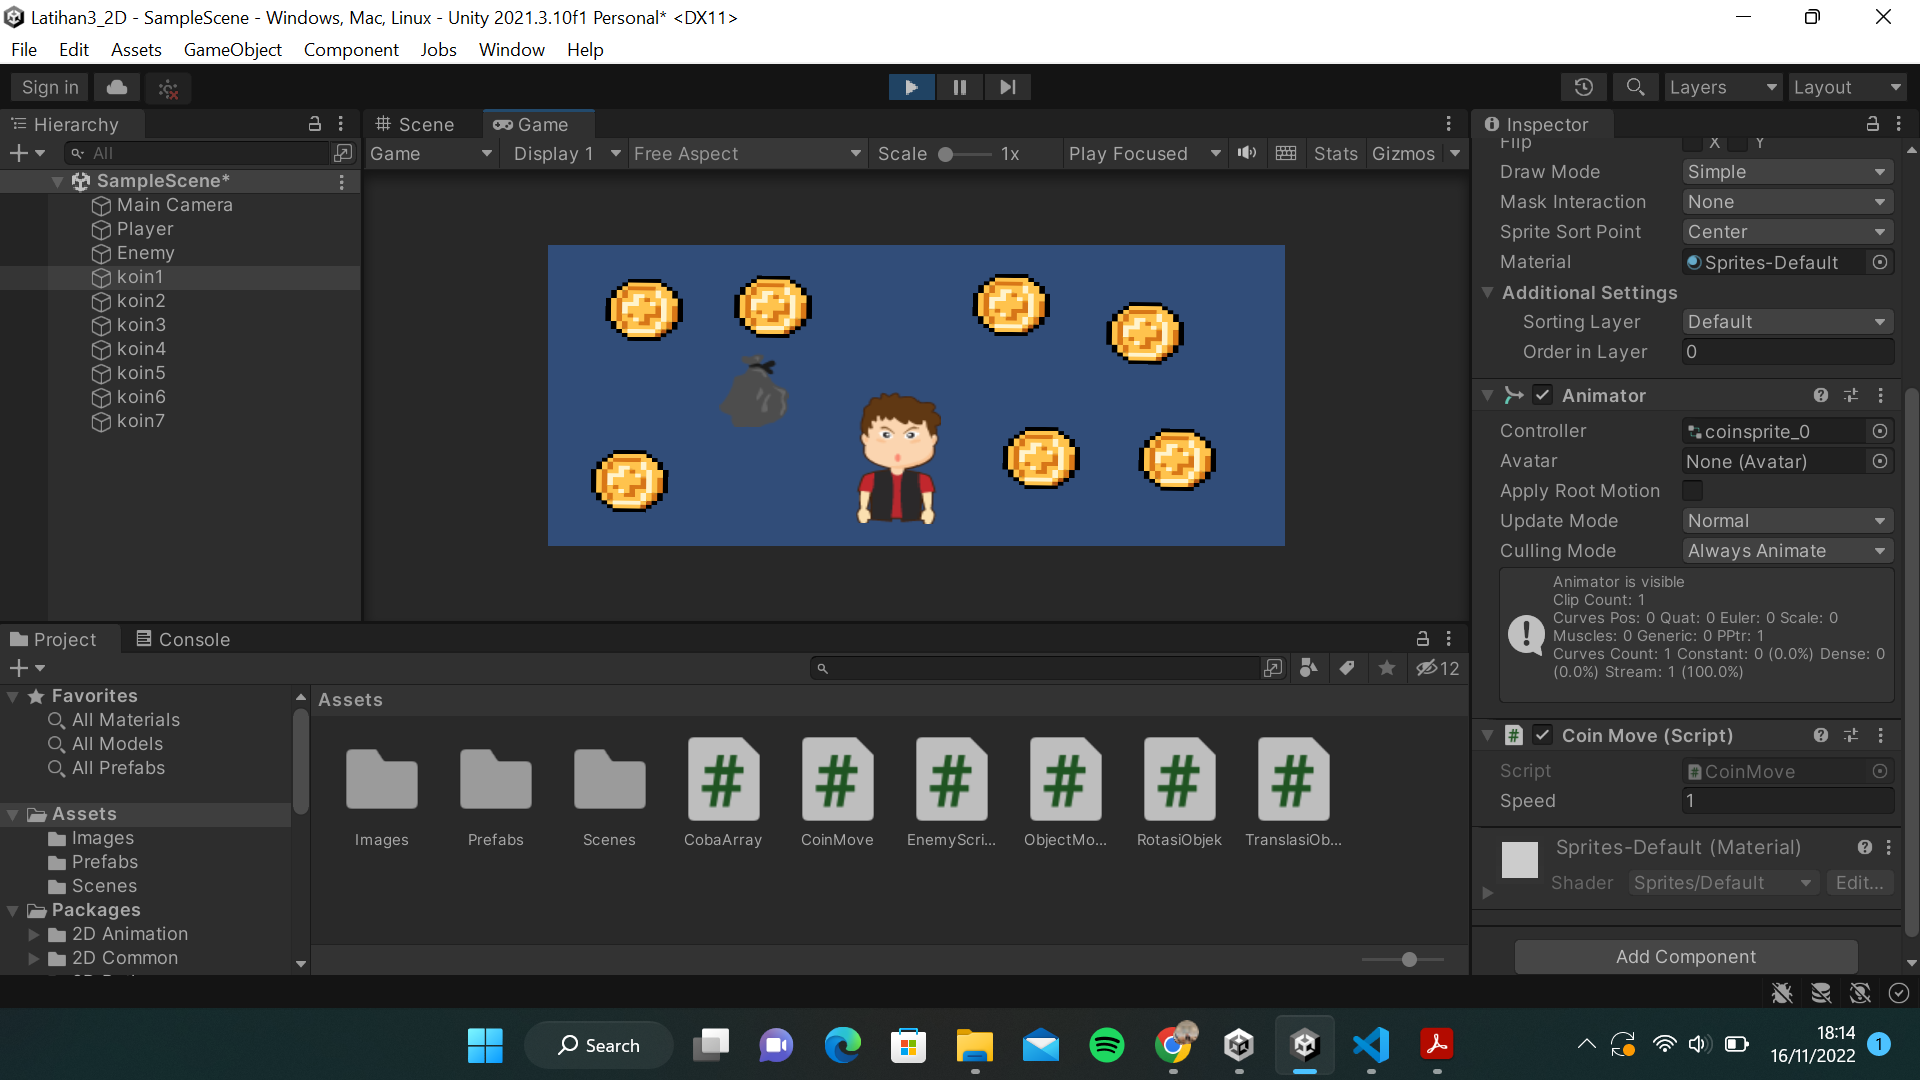 Latihan3_2D - SampleScene - Windows, Mac, Linux - Unity 2021.3.10f1 Personal* <DX11>
File Edit Assets GameObject Component Jobs Window Help
Sign in
Layers Layout
Hierarchy
All
SampleScene*
Main Camera
Player
Enemy
koin1
koin2
koin3
koin4
koin5
koin6
koin7
Scene Game
Game Display 1 Free Aspect Scale 1x Play Focused Stats Gizmos
Inspector
Flip X Y
Draw Mode Simple
Mask Interaction None
Sprite Sort Point Center
Material Sprites-Default
Additional Settings
Sorting Layer Default
Order in Layer 0
Animator
Controller coinsprite_0
Avatar None (Avatar)
Apply Root Motion
Update Mode Normal
Culling Mode Always Animate
Animator is visible
Clip Count: 1
Curves Pos: 0 Quat: 0 Euler: 0 Scale: 0
Muscles: 0 Generic: 0 PPtr: 1
Curves Count: 1 Constant: 0 (0.0%) Dense: 0
(0.0%) Stream: 1 (100.0%)
# Coin Move (Script)
Script # CoinMove
Speed 1
Sprites-Default (Material)
Shader Sprites/Default Edit...
Add Component
Project Console
12
Favorites
All Materials
All Models
All Prefabs
Assets
Images
Prefabs
Scenes
Packages
2D Animation
2D Common
Assets
# # # # # #
Images Prefabs Scenes CobaArray CoinMove EnemyScri... ObjectMo... RotasiObjek TranslasiOb...
Search
18:14
16/11/2022
1